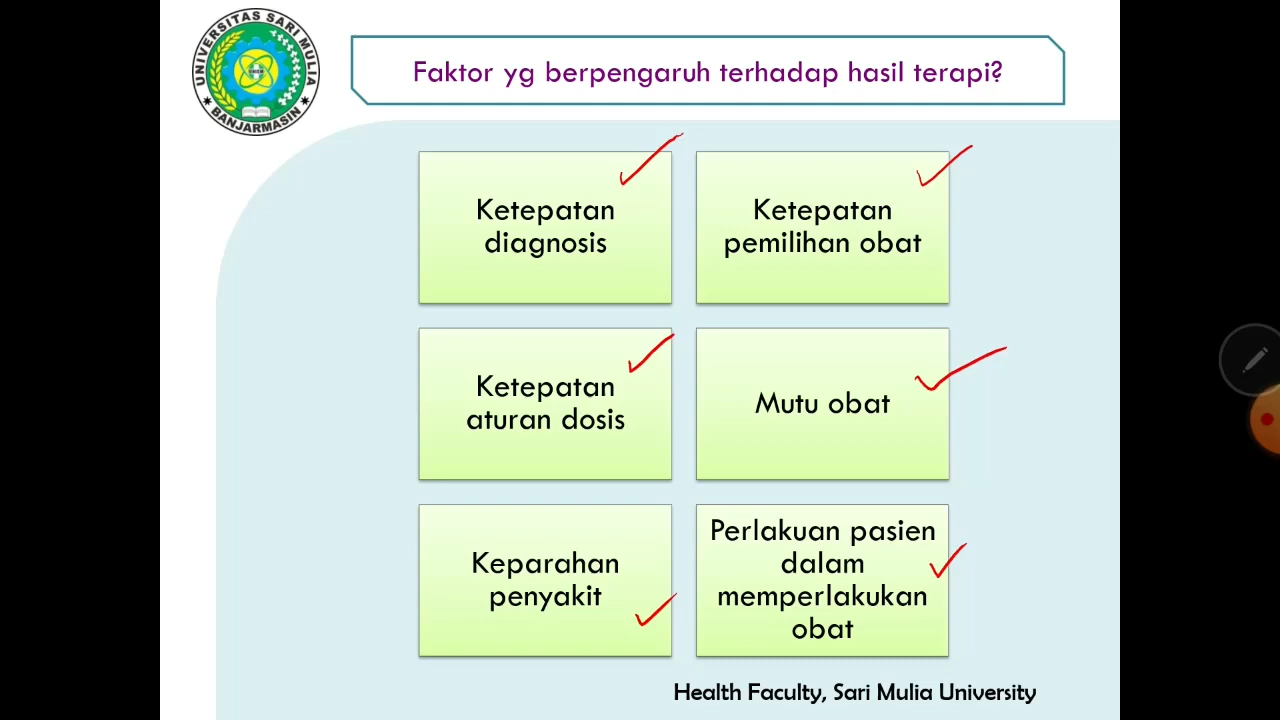 UNIVERSITAS SARI MULIA
BANJARMASIN
Faktor yg berpengaruh terhadap hasil terapi?
Ketepatan
diagnosis
Ketepatan
pemilihan obat
Ketepatan
aturan dosis
Mutu obat
Keparahan
penyakit
Perlakuan pasien
dalam
memperlakukan
obat
Health Faculty, Sari Mulia University